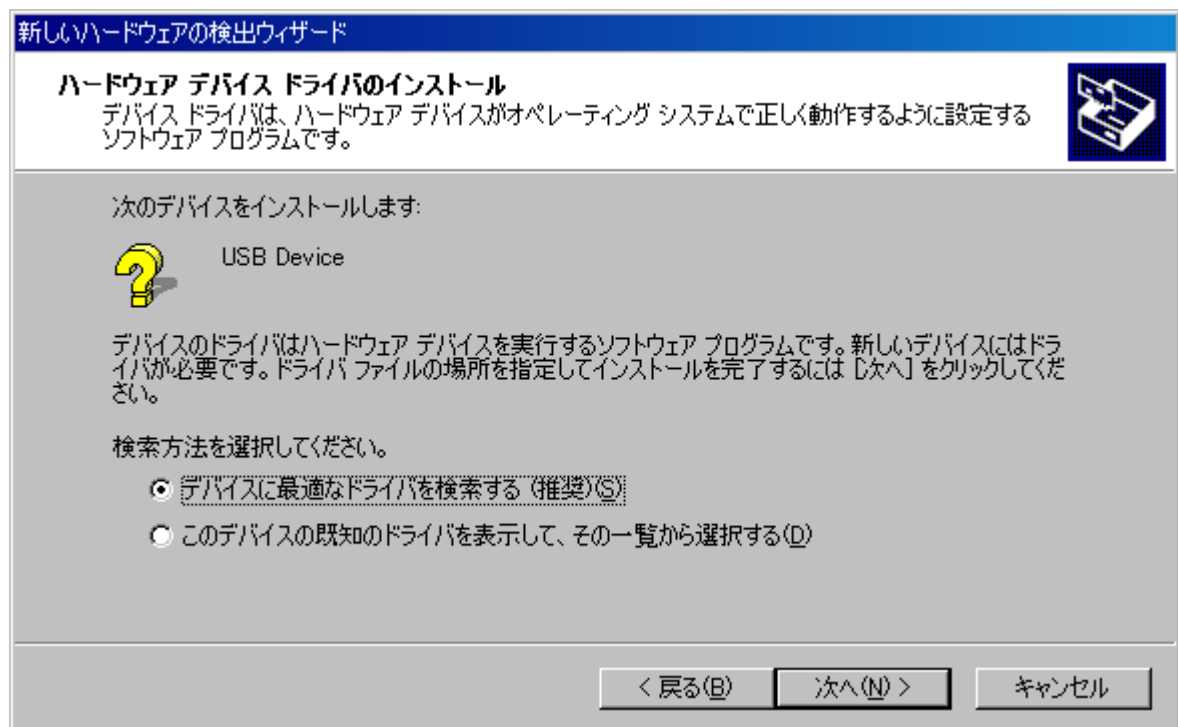 新しいハードウェアの検出ウィザード
ハードウェア デバイス ドライバのインストール
デバイス ドライバは、ハードウェア デバイスがオペレーティング システムで正しく動作するように設定する
ソフトウェア プログラムです。
次のデバイスをインストールします:
USB Device
デバイスのドライバはハードウェア デバイスを実行するソフトウェア プログラムです。新しいデバイスにはドラ
イバが必要です。ドライバ ファイルの場所を指定してインストールを完了するには [次へ] をクリックしてくだ
さい。
検索方法を選択してください。
デバイスに最適なドライバを検索する (推奨)(S)
このデバイスの既知のドライバを表示して、その一覧から選択する(D)
< 戻る(B) 次へ(N) > キャンセル